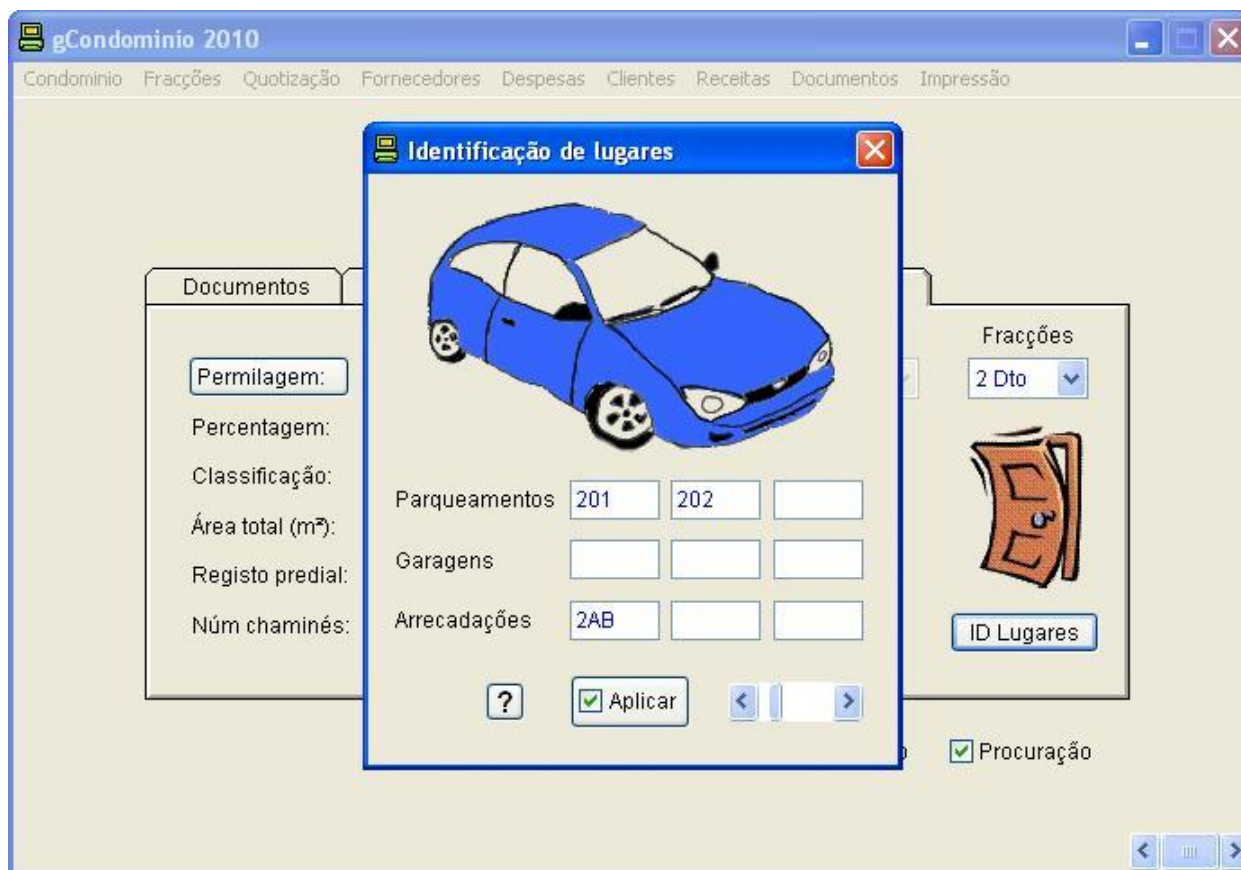 gCondominio 2010
Condominio Fracções Quotização Fornecedores Despesas Clientes Receitas Documentos Impressão
Identificação de lugares
Documentos
Fracções
Permilagem:
2 Dto
Percentagem:
Classificação:
Parqueamentos 201 202
Área total (m²):
Garagens
Registo predial:
Arrecadações 2AB
Núm chaminés:
ID Lugares
? Aplicar
Procuração